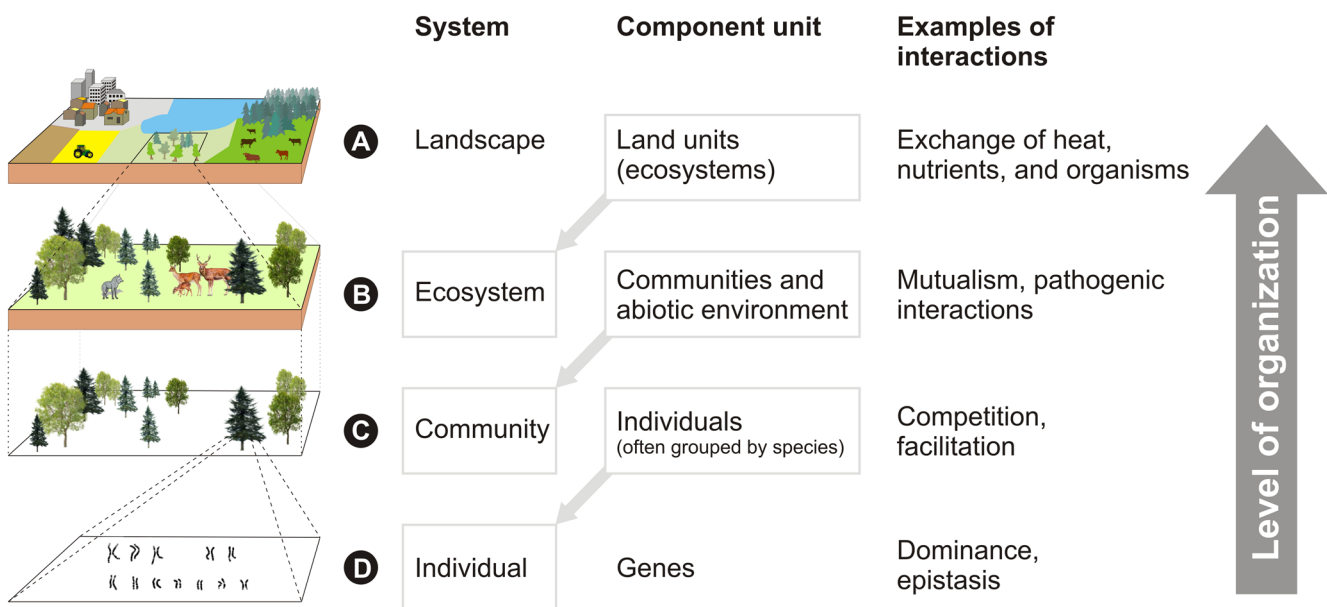 System
Component unit
Examples of
interactions
A
Landscape
Land units
(ecosystems)
Exchange of heat,
nutrients, and organisms
B
Ecosystem
Communities and
abiotic environment
Mutualism, pathogenic
interactions
C
Community
Individuals
(often grouped by species)
Competition,
facilitation
D
Individual
Genes
Dominance,
epistasis
Level of organization